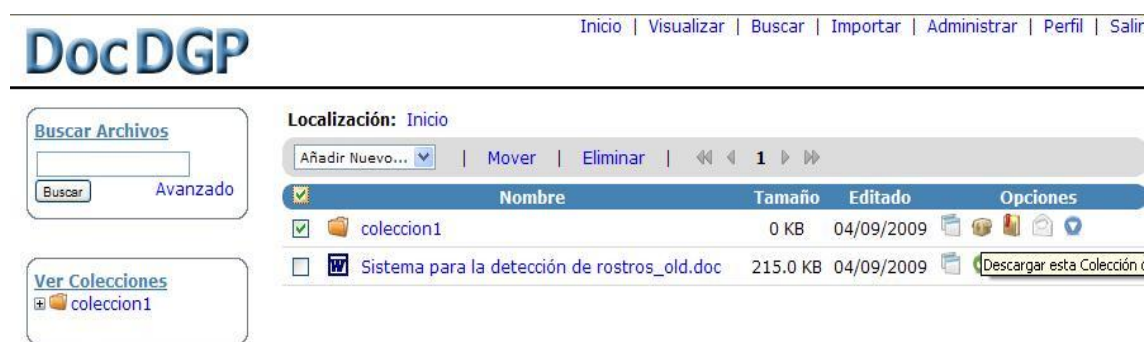 DocDGP
Inicio | Visualizar | Buscar | Importar | Administrar | Perfil | Salir
Buscar Archivos
Buscar
Avanzado
Ver Colecciones
coleccion1
Localización: Inicio
Añadir Nuevo... | Mover | Eliminar | 1
Nombre Tamaño Editado Opciones
coleccion1 0 KB 04/09/2009
Sistema para la detección de rostros_old.doc 215.0 KB 04/09/2009
Descargar esta Colección